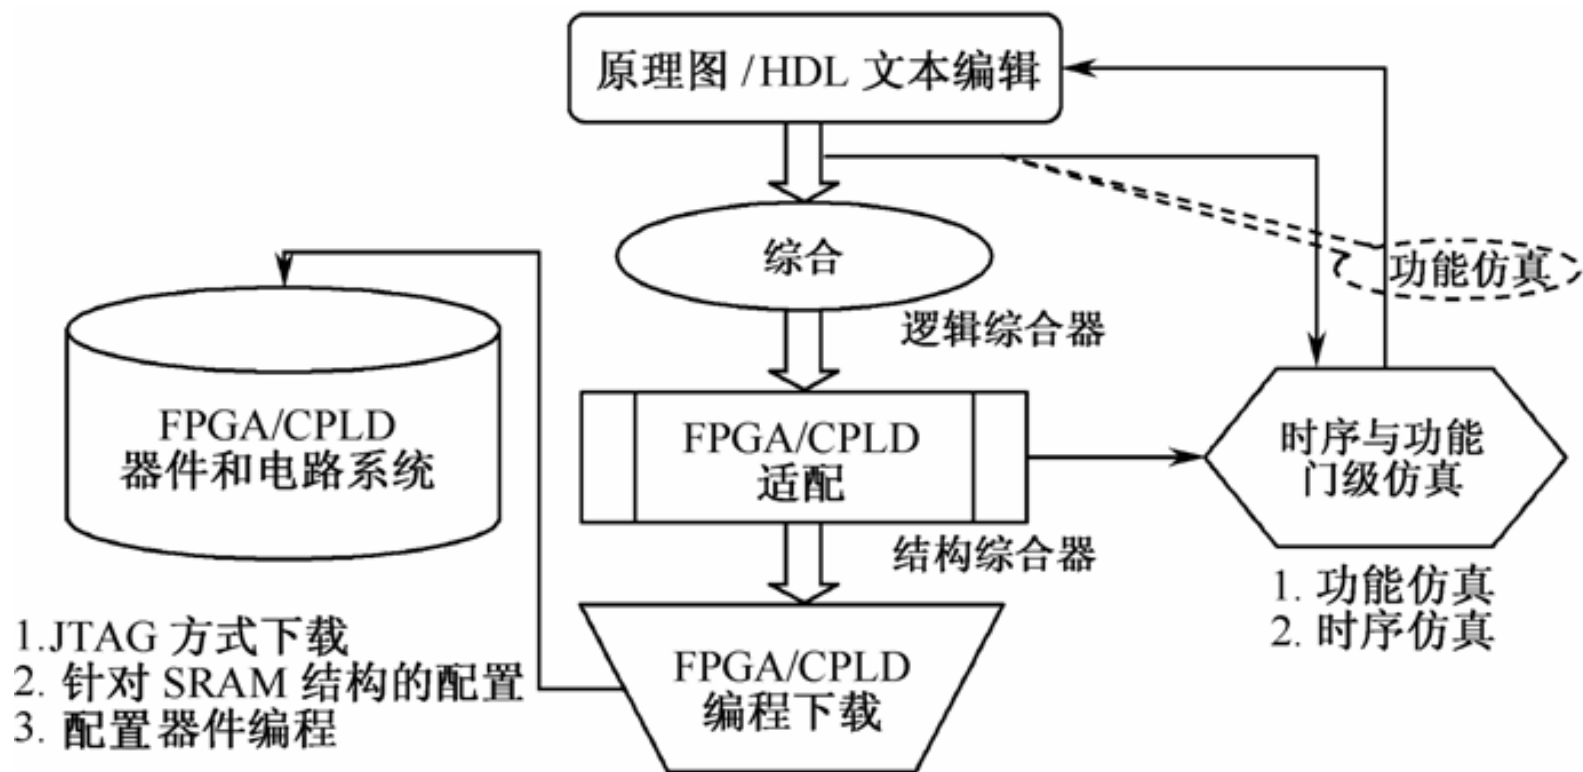 原理图 /HDL 文本编辑
综合
功能仿真
逻辑综合器
FPGA/CPLD
器件和电路系统
FPGA/CPLD
适配
时序与功能
门级仿真
结构综合器
1. 功能仿真
2. 时序仿真
1.JTAG 方式下载
2. 针对 SRAM 结构的配置
3. 配置器件编程
FPGA/CPLD
编程下载